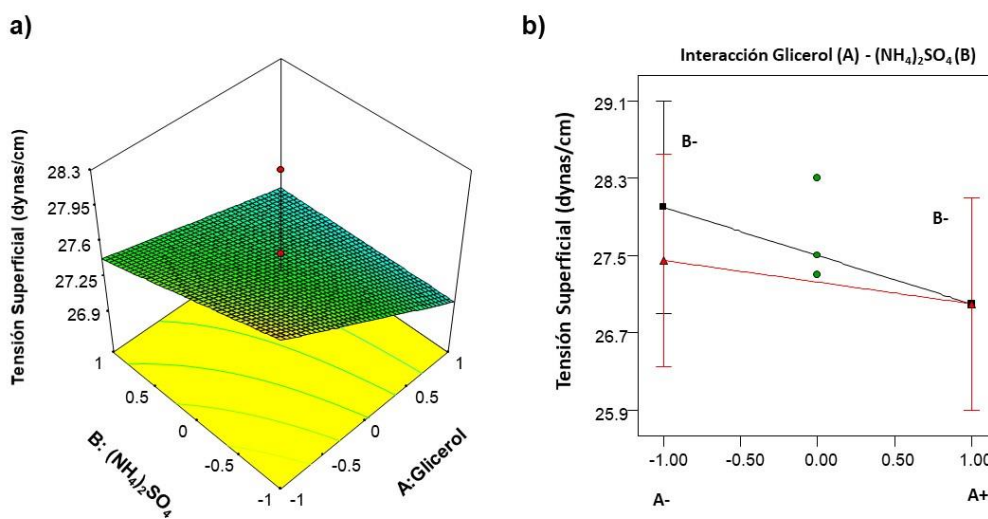 a)
Tensión Superficial (dynas/cm)
28.3
27.95
27.6
27.25
26.9
1
0.5
0
-0.5
-1
B: (NH₄)₂SO₄
-1
-0.5
0
0.5
1
A:Glicerol
b)
Interacción Glicerol (A) - (NH₄)₂SO₄ (B)
Tensión Superficial (dynas/cm)
29.1
28.3
27.5
26.7
25.9
B-
B-
-1.00
-0.50
0.00
0.50
1.00
A-
A+